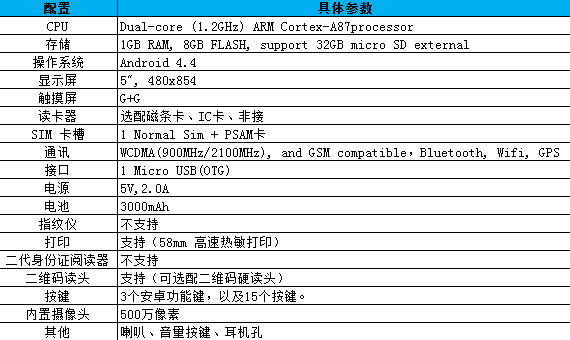 配置 具体参数
CPU Dual-core (1.2GHz) ARM Cortex-A87processor
存储 1GB RAM, 8GB FLASH, support 32GB micro SD external
操作系统 Android 4.4
显示屏 5", 480x854
触摸屏 G+G
读卡器 选配磁条卡、IC卡、非接
SIM 卡槽 1 Normal Sim + PSAM卡
通讯 WCDMA(900MHz/2100MHz), and GSM compatible，Bluetooth, Wifi, GPS
接口 1 Micro USB(OTG)
电源 5V,2.0A
电池 3000mAh
指纹仪 不支持
打印 支持（58mm 高速热敏打印）
二代身份证阅读器 不支持
二维码读头 支持（可选配二维码硬读头）
按键 3个安卓功能键，以及15个按键。
内置摄像头 500万像素
其他 喇叭、音量按键、耳机孔